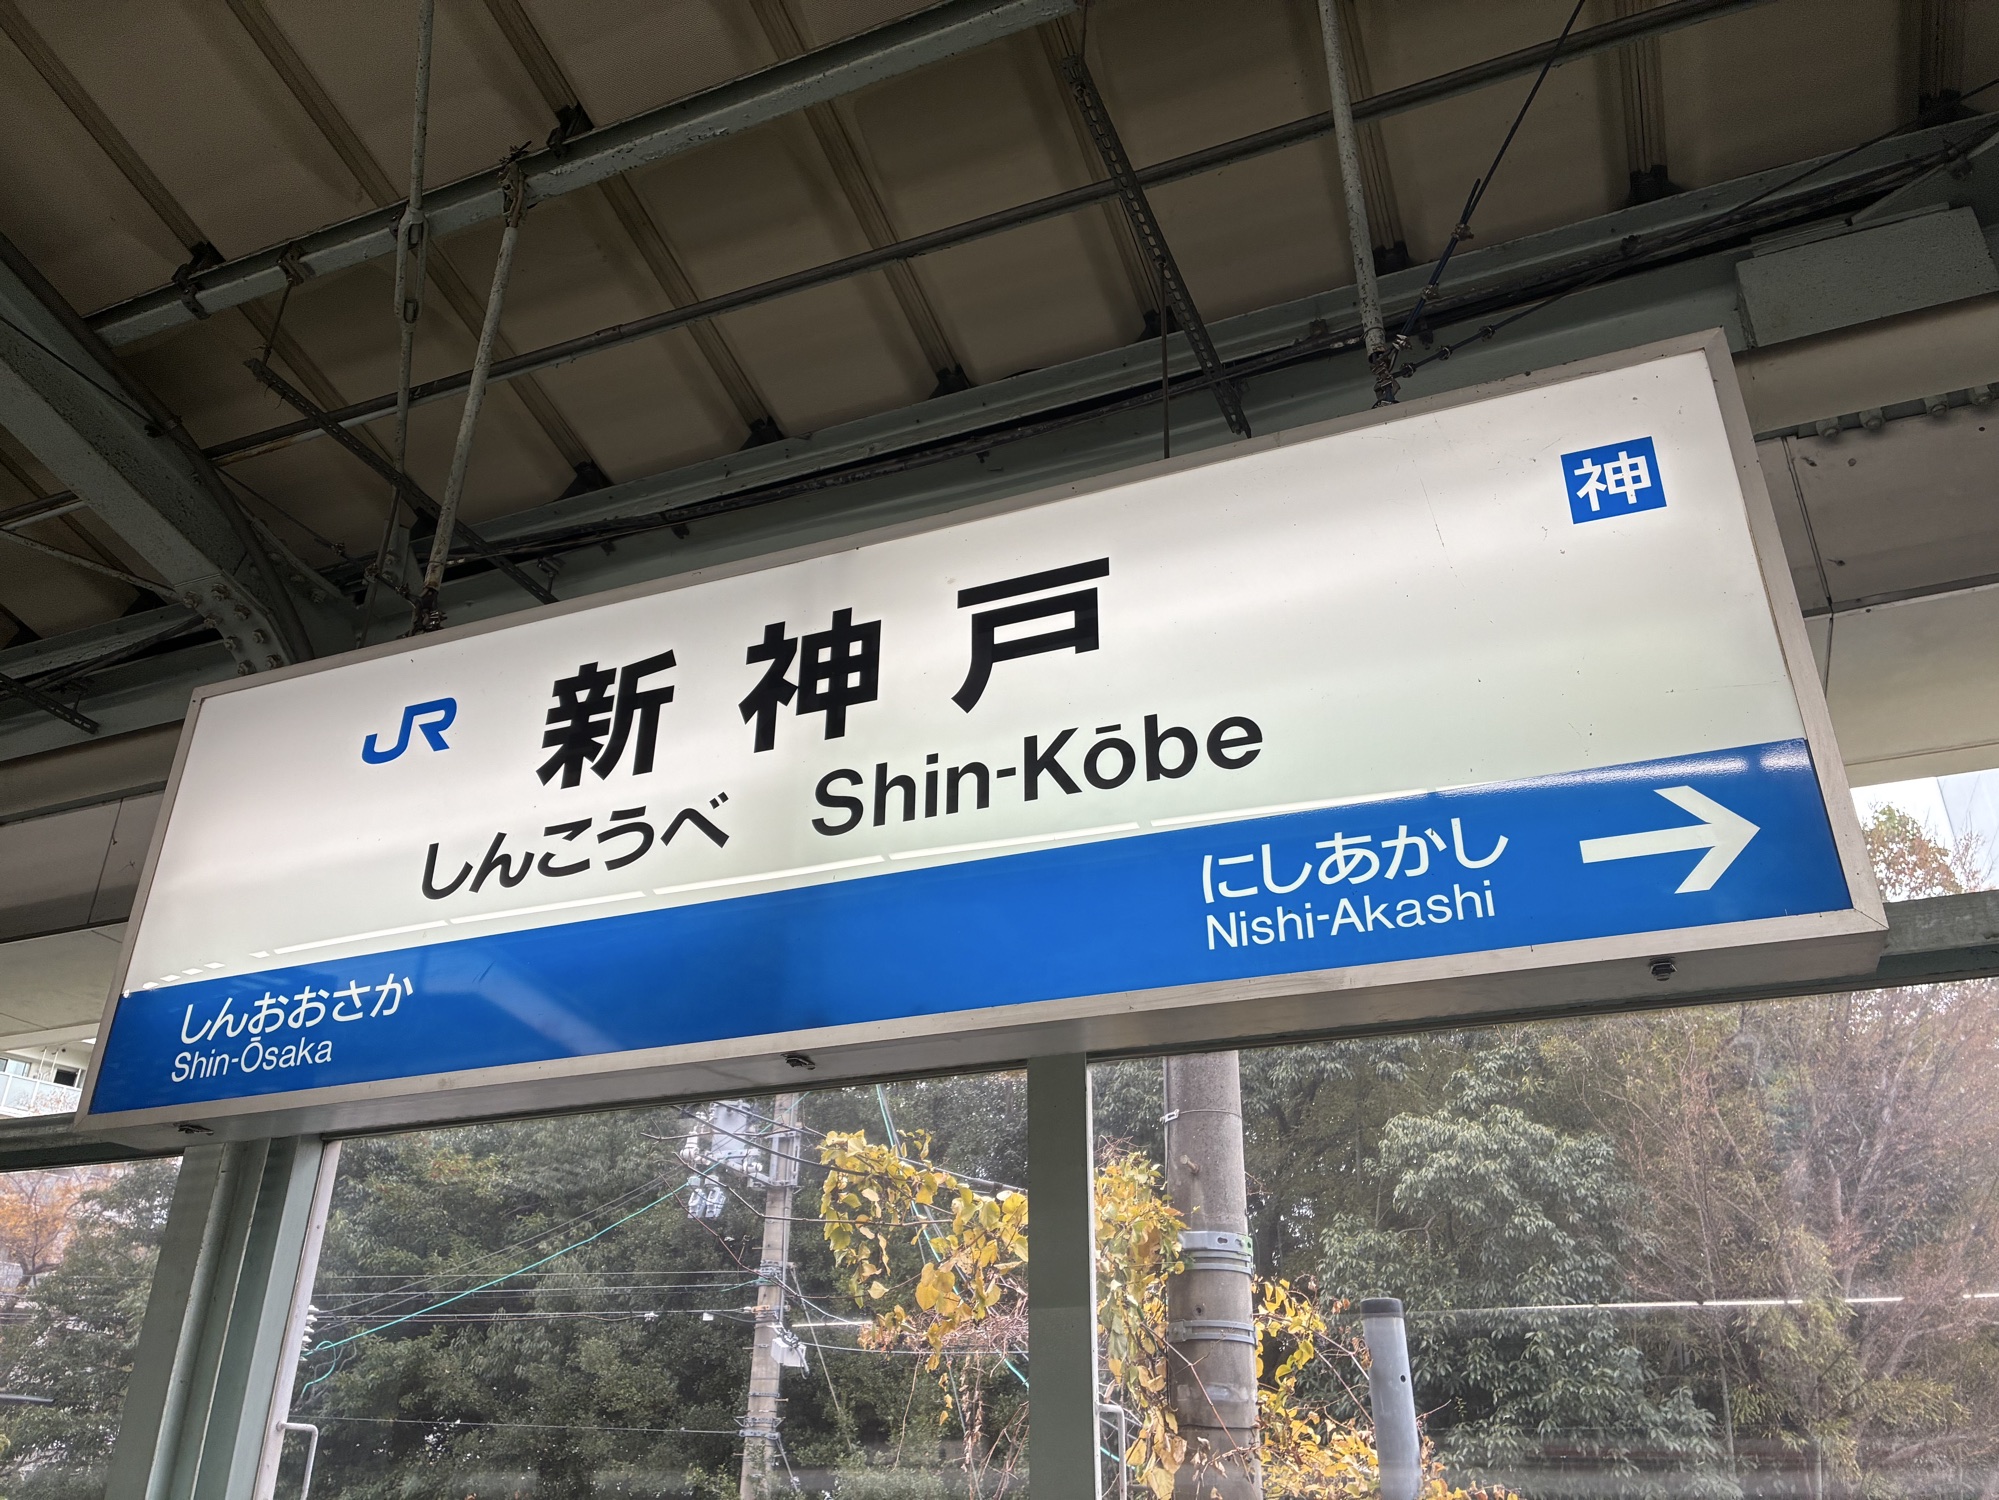 神
JR 新神戸
しんこうべ Shin-Kōbe
にしあかし
Nishi-Akashi
しんおおさか
Shin-Ōsaka